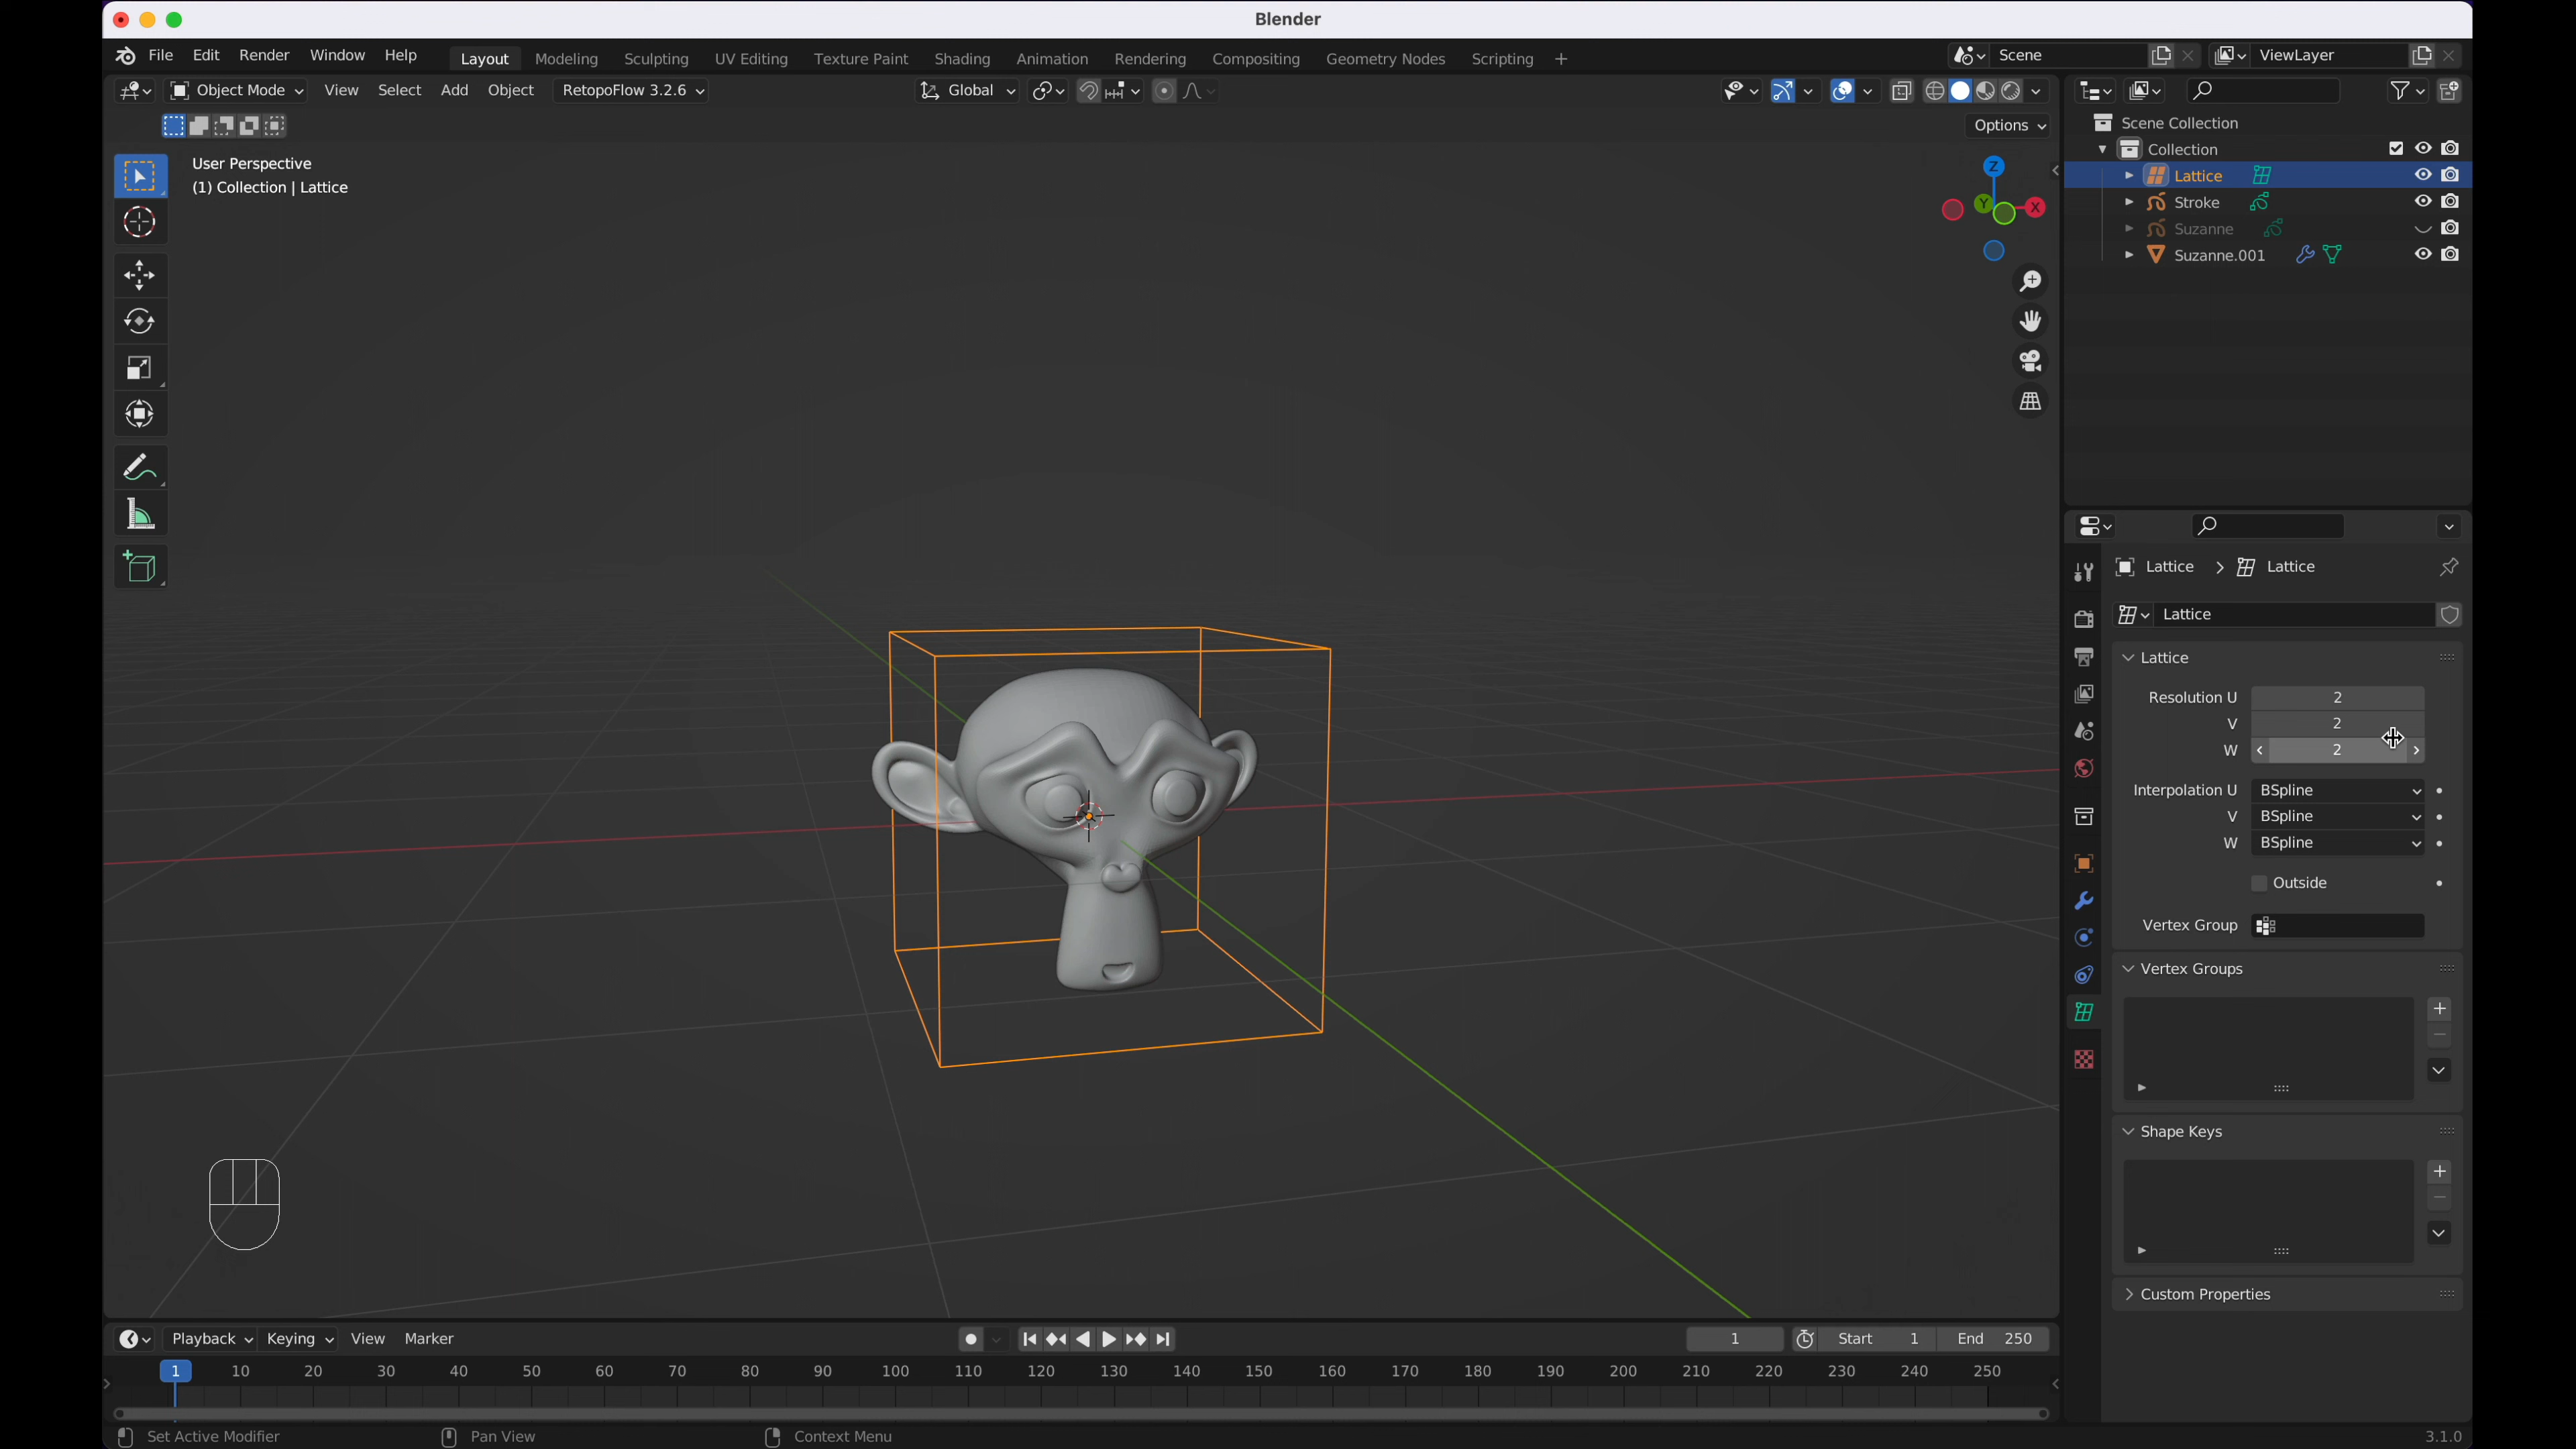 Blender
File Edit Render Window Help Layout Modeling Sculpting UV Editing Texture Paint Shading Animation Rendering Compositing Geometry Nodes Scripting + Scene ViewLayer
Object Mode View Select Add Object RetopoFlow 3.2.6 Global
Options
User Perspective
(1) Collection | Lattice
Z
Y X
Scene Collection
Collection
Lattice
Stroke
Suzanne
Suzanne.001
Lattice > Lattice
Lattice
Lattice
Resolution U 2
V 2
W 2
Interpolation U BSpline
V BSpline
W BSpline
Outside
Vertex Group
Vertex Groups
Shape Keys
Custom Properties
Playback Keying View Marker 1 Start 1 End 250
1 10 20 30 40 50 60 70 80 90 100 110 120 130 140 150 160 170 180 190 200 210 220 230 240 250
Set Active Modifier Pan View Context Menu 3.1.0